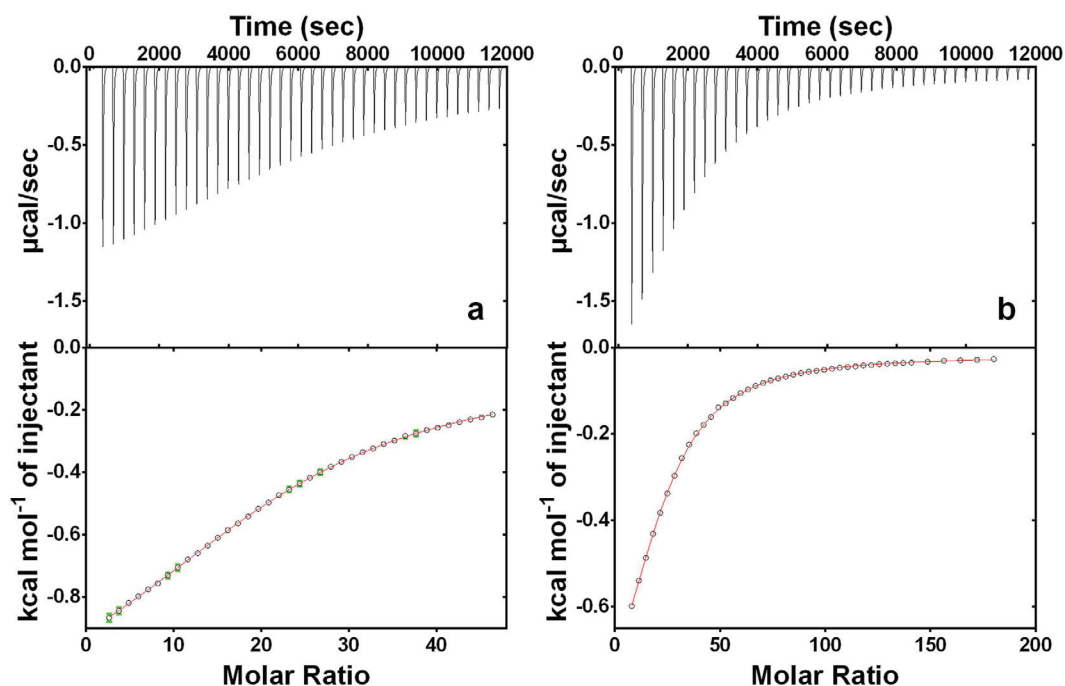 Time (sec)
0 2000 4000 6000 8000 10000 12000
0.0
-0.5
-1.0
-1.5
µcal/sec
a
0.0
-0.2
-0.4
-0.6
-0.8
kcal mol⁻¹ of injectant
0 10 20 30 40
Molar Ratio
Time (sec)
0 2000 4000 6000 8000 10000 12000
0.0
-0.5
-1.0
-1.5
µcal/sec
b
0.0
-0.2
-0.4
-0.6
kcal mol⁻¹ of injectant
0 50 100 150 200
Molar Ratio